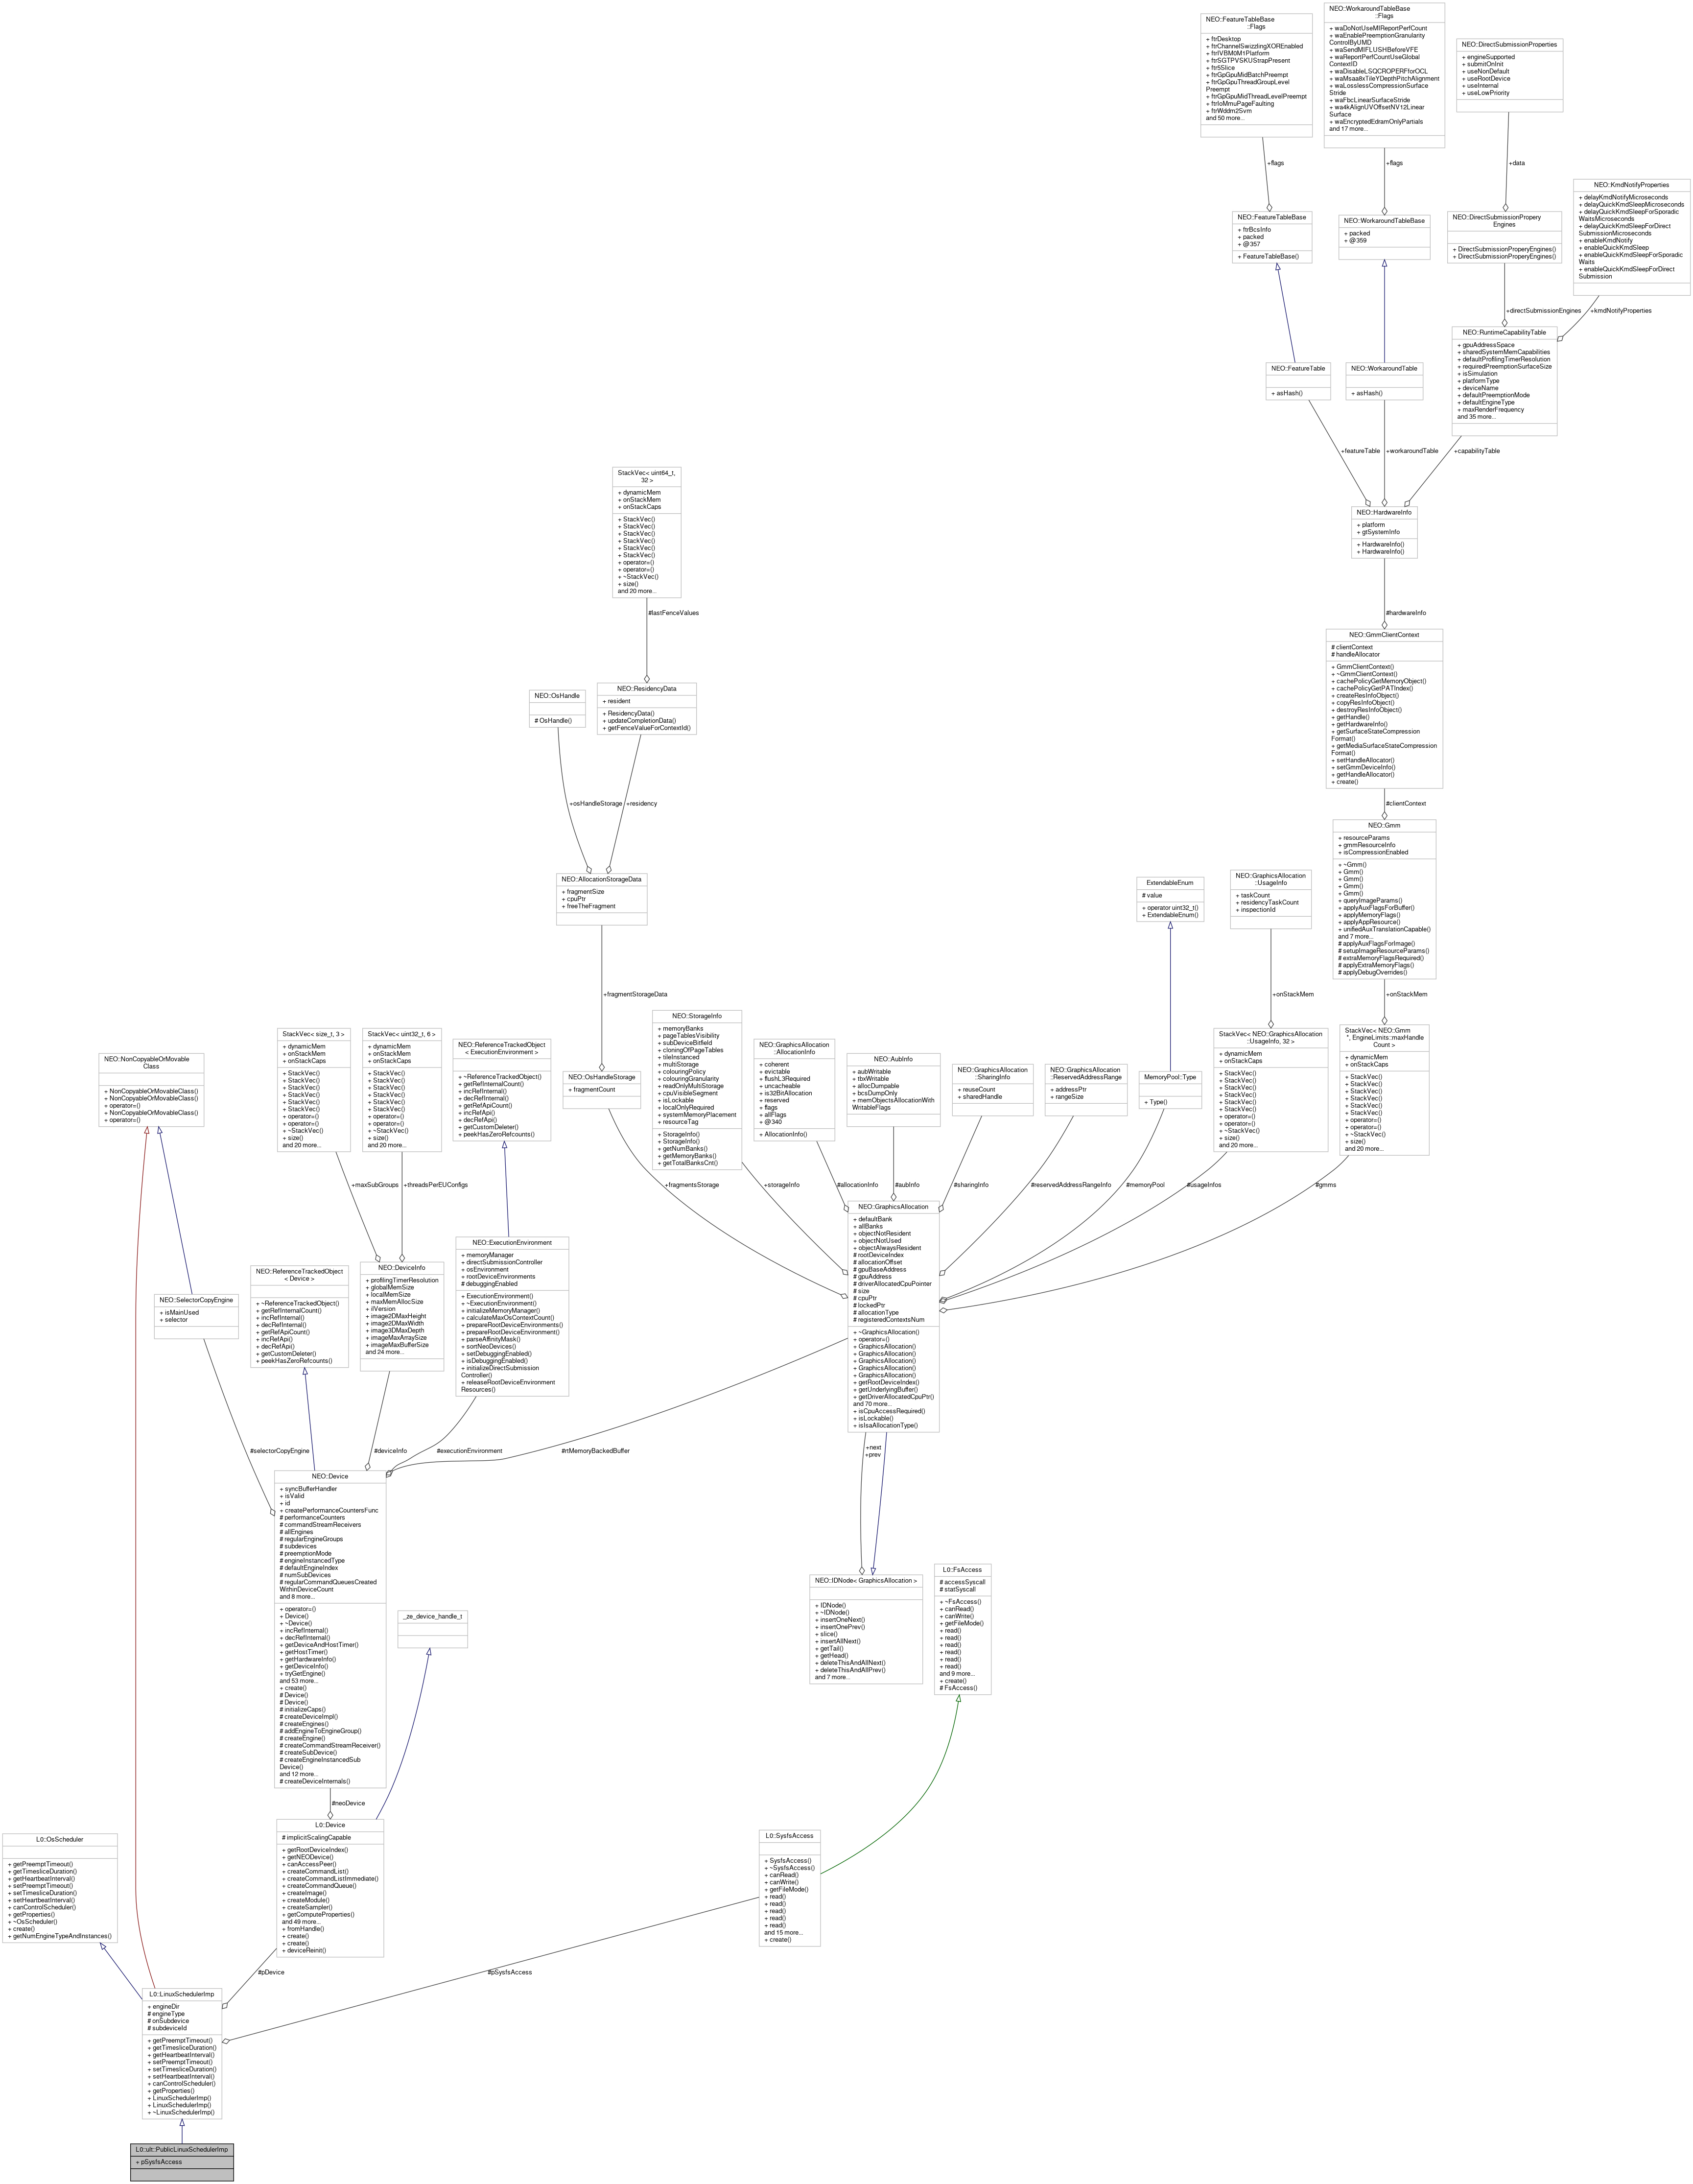 NEO::FeatureTableBase
::Flags
+ ftrDesktop
+ ftrChannelSwizzlingXOREnabled
+ ftrIVBM0M1Platform
+ ftrSGTPVSKUStrapPresent
+ ftr5Slice
+ ftrGpGpuMidBatchPreempt
+ ftrGpGpuThreadGroupLevel
Preempt
+ ftrGpGpuMidThreadLevelPreempt
+ ftrIoMmuPageFaulting
+ ftrWddm2Svm
and 50 more...
NEO::WorkaroundTableBase
::Flags
+ waDoNotUseMIReportPerfCount
+ waEnablePreemptionGranularity
ControlByUMD
+ waSendMIFLUSHBeforeVFE
+ waReportPerfCountUseGlobal
ContextID
+ waDisableLSQCROPERFforOCL
+ waMsaa8xTileYDepthPitchAlignment
+ waLosslessCompressionSurface
Stride
+ waFbcLinearSurfaceStride
+ wa4kAlignUVOffsetNV12Linear
Surface
+ waEncryptedEdramOnlyPartials
and 17 more...
NEO::DirectSubmissionProperties
+ engineSupported
+ submitOnInit
+ useNonDefault
+ useRootDevice
+ useInternal
+ useLowPriority
+flags
+flags
+data
NEO::KmdNotifyProperties
+ delayKmdNotifyMicroseconds
+ delayQuickKmdSleepMicroseconds
+ delayQuickKmdSleepForSporadic
WaitsMicroseconds
+ delayQuickKmdSleepForDirect
SubmissionMicroseconds
+ enableKmdNotify
+ enableQuickKmdSleep
+ enableQuickKmdSleepForSporadic
Waits
+ enableQuickKmdSleepForDirect
Submission
NEO::FeatureTableBase
+ ftrBcsInfo
+ packed
+ @357
+ FeatureTableBase()
NEO::WorkaroundTableBase
+ packed
+ @359
NEO::DirectSubmissionPropery
Engines
+ DirectSubmissionProperyEngines()
+ DirectSubmissionProperyEngines()
+directSubmissionEngines
+kmdNotifyProperties
NEO::RuntimeCapabilityTable
+ gpuAddressSpace
+ sharedSystemMemCapabilities
+ defaultProfilingTimerResolution
+ requiredPreemptionSurfaceSize
+ isSimulation
+ platformType
+ deviceName
+ defaultPreemptionMode
+ defaultEngineType
+ maxRenderFrequency
and 35 more...
NEO::FeatureTable
+ asHash()
NEO::WorkaroundTable
+ asHash()
+featureTable
+workaroundTable
+capabilityTable
StackVec< uint64_t,
32 >
+ dynamicMem
+ onStackMem
+ onStackCaps
+ StackVec()
+ StackVec()
+ StackVec()
+ StackVec()
+ StackVec()
+ StackVec()
+ operator=()
+ operator=()
+ ~StackVec()
+ size()
and 20 more...
NEO::HardwareInfo
+ platform
+ gtSystemInfo
+ HardwareInfo()
+ HardwareInfo()
#lastFenceValues
#hardwareInfo
NEO::GmmClientContext
# clientContext
# handleAllocator
+ GmmClientContext()
+ ~GmmClientContext()
+ cachePolicyGetMemoryObject()
+ cachePolicyGetPATIndex()
+ createResInfoObject()
+ copyResInfoObject()
+ destroyResInfoObject()
+ getHandle()
+ getHardwareInfo()
+ getSurfaceStateCompression
Format()
+ getMediaSurfaceStateCompression
Format()
+ setHandleAllocator()
+ setGmmDeviceInfo()
+ getHandleAllocator()
+ create()
NEO::OsHandle
# OsHandle()
NEO::ResidencyData
+ resident
+ ResidencyData()
+ updateCompletionData()
+ getFenceValueForContextId()
+osHandleStorage
+residency
#clientContext
NEO::Gmm
+ resourceParams
+ gmmResourceInfo
+ isCompressionEnabled
+ ~Gmm()
+ Gmm()
+ Gmm()
+ Gmm()
+ Gmm()
+ queryImageParams()
+ applyAuxFlagsForBuffer()
+ applyMemoryFlags()
+ applyAppResource()
+ unifiedAuxTranslationCapable()
and 7 more...
# applyAuxFlagsForImage()
# setupImageResourceParams()
# extraMemoryFlagsRequired()
# applyExtraMemoryFlags()
# applyDebugOverrides()
NEO::AllocationStorageData
+ fragmentSize
+ cpuPtr
+ freeTheFragment
ExtendableEnum
# value
+ operator uint32_t()
+ ExtendableEnum()
NEO::GraphicsAllocation
::UsageInfo
+ taskCount
+ residencyTaskCount
+ inspectionId
+fragmentStorageData
+onStackMem
+onStackMem
NEO::NonCopyableOrMovable
Class
+ NonCopyableOrMovableClass()
+ NonCopyableOrMovableClass()
+ operator=()
+ NonCopyableOrMovableClass()
+ operator=()
StackVec< size_t, 3 >
+ dynamicMem
+ onStackMem
+ onStackCaps
+ StackVec()
+ StackVec()
+ StackVec()
+ StackVec()
+ StackVec()
+ StackVec()
+ operator=()
+ operator=()
+ ~StackVec()
+ size()
and 20 more...
StackVec< uint32_t, 6 >
+ dynamicMem
+ onStackMem
+ onStackCaps
+ StackVec()
+ StackVec()
+ StackVec()
+ StackVec()
+ StackVec()
+ StackVec()
+ operator=()
+ operator=()
+ ~StackVec()
+ size()
and 20 more...
NEO::ReferenceTrackedObject
< ExecutionEnvironment >
+ ~ReferenceTrackedObject()
+ getRefInternalCount()
+ incRefInternal()
+ decRefInternal()
+ getRefApiCount()
+ incRefApi()
+ decRefApi()
+ getCustomDeleter()
+ peekHasZeroRefcounts()
NEO::OsHandleStorage
+ fragmentCount
NEO::StorageInfo
+ memoryBanks
+ pageTablesVisibility
+ subDeviceBitfield
+ cloningOfPageTables
+ tileInstanced
+ multiStorage
+ colouringPolicy
+ colouringGranularity
+ readOnlyMultiStorage
+ cpuVisibleSegment
+ isLockable
+ localOnlyRequired
+ systemMemoryPlacement
+ resourceTag
+ StorageInfo()
+ StorageInfo()
+ getNumBanks()
+ getMemoryBanks()
+ getTotalBanksCnt()
NEO::GraphicsAllocation
::AllocationInfo
+ coherent
+ evictable
+ flushL3Required
+ uncacheable
+ is32BitAllocation
+ reserved
+ flags
+ allFlags
+ @340
+ AllocationInfo()
NEO::AubInfo
+ aubWritable
+ tbxWritable
+ allocDumpable
+ bcsDumpOnly
+ memObjectsAllocationWith
WritableFlags
NEO::GraphicsAllocation
::SharingInfo
+ reuseCount
+ sharedHandle
NEO::GraphicsAllocation
::ReservedAddressRange
+ addressPtr
+ rangeSize
MemoryPool::Type
+ Type()
StackVec< NEO::GraphicsAllocation
::UsageInfo, 32 >
+ dynamicMem
+ onStackCaps
+ StackVec()
+ StackVec()
+ StackVec()
+ StackVec()
+ StackVec()
+ StackVec()
+ operator=()
+ operator=()
+ ~StackVec()
+ size()
and 20 more...
StackVec< NEO::Gmm
*, EngineLimits::maxHandle
Count >
+ dynamicMem
+ onStackCaps
+ StackVec()
+ StackVec()
+ StackVec()
+ StackVec()
+ StackVec()
+ StackVec()
+ operator=()
+ operator=()
+ ~StackVec()
+ size()
and 20 more...
+maxSubGroups
+threadsPerEUConfigs
+fragmentsStorage
+storageInfo
#allocationInfo
#aubInfo
#sharingInfo
#reservedAddressRangeInfo
#memoryPool
#usageInfos
#gmms
NEO::SelectorCopyEngine
+ isMainUsed
+ selector
NEO::ReferenceTrackedObject
< Device >
+ ~ReferenceTrackedObject()
+ getRefInternalCount()
+ incRefInternal()
+ decRefInternal()
+ getRefApiCount()
+ incRefApi()
+ decRefApi()
+ getCustomDeleter()
+ peekHasZeroRefcounts()
NEO::DeviceInfo
+ profilingTimerResolution
+ globalMemSize
+ localMemSize
+ maxMemAllocSize
+ ilVersion
+ image2DMaxHeight
+ image2DMaxWidth
+ image3DMaxDepth
+ imageMaxArraySize
+ imageMaxBufferSize
and 24 more...
NEO::ExecutionEnvironment
+ memoryManager
+ directSubmissionController
+ osEnvironment
+ rootDeviceEnvironments
# debuggingEnabled
+ ExecutionEnvironment()
+ ~ExecutionEnvironment()
+ initializeMemoryManager()
+ calculateMaxOsContextCount()
+ prepareRootDeviceEnvironments()
+ prepareRootDeviceEnvironment()
+ parseAffinityMask()
+ sortNeoDevices()
+ setDebuggingEnabled()
+ isDebuggingEnabled()
+ initializeDirectSubmission
Controller()
+ releaseRootDeviceEnvironment
Resources()
NEO::GraphicsAllocation
+ defaultBank
+ allBanks
+ objectNotResident
+ objectNotUsed
+ objectAlwaysResident
# rootDeviceIndex
# allocationOffset
# gpuBaseAddress
# gpuAddress
# driverAllocatedCpuPointer
# size
# cpuPtr
# lockedPtr
# allocationType
# registeredContextsNum
+ ~GraphicsAllocation()
+ operator=()
+ GraphicsAllocation()
+ GraphicsAllocation()
+ GraphicsAllocation()
+ GraphicsAllocation()
+ GraphicsAllocation()
+ getRootDeviceIndex()
+ getUnderlyingBuffer()
+ getDriverAllocatedCpuPtr()
and 70 more...
+ isCpuAccessRequired()
+ isLockable()
+ isIsaAllocationType()
#selectorCopyEngine
#deviceInfo
#executionEnvironment
#rtMemoryBackedBuffer
+next
+prev
NEO::Device
+ syncBufferHandler
+ isValid
+ id
+ createPerformanceCountersFunc
# performanceCounters
# commandStreamReceivers
# allEngines
# regularEngineGroups
# subdevices
# preemptionMode
# engineInstancedType
# defaultEngineIndex
# numSubDevices
# regularCommandQueuesCreated
WithinDeviceCount
and 8 more...
+ operator=()
+ Device()
+ ~Device()
+ incRefInternal()
+ decRefInternal()
+ getDeviceAndHostTimer()
+ getHostTimer()
+ getHardwareInfo()
+ getDeviceInfo()
+ tryGetEngine()
and 53 more...
+ create()
# Device()
# Device()
# initializeCaps()
# createDeviceImpl()
# createEngines()
# addEngineToEngineGroup()
# createEngine()
# createCommandStreamReceiver()
# createSubDevice()
# createEngineInstancedSub
Device()
and 12 more...
# createDeviceInternals()
_ze_device_handle_t
NEO::IDNode< GraphicsAllocation >
+ IDNode()
+ ~IDNode()
+ insertOneNext()
+ insertOnePrev()
+ slice()
+ insertAllNext()
+ getTail()
+ getHead()
+ deleteThisAndAllNext()
+ deleteThisAndAllPrev()
and 7 more...
L0::FsAccess
# accessSyscall
# statSyscall
+ ~FsAccess()
+ canRead()
+ canWrite()
+ getFileMode()
+ read()
+ read()
+ read()
+ read()
+ read()
+ read()
and 9 more...
+ create()
# FsAccess()
#neoDevice
L0::OsScheduler
+ getPreemptTimeout()
+ getTimesliceDuration()
+ getHeartbeatInterval()
+ setPreemptTimeout()
+ setTimesliceDuration()
+ setHeartbeatInterval()
+ canControlScheduler()
+ getProperties()
+ ~OsScheduler()
+ create()
+ getNumEngineTypeAndInstances()
L0::Device
# implicitScalingCapable
+ getRootDeviceIndex()
+ getNEODevice()
+ canAccessPeer()
+ createCommandList()
+ createCommandListImmediate()
+ createCommandQueue()
+ createImage()
+ createModule()
+ createSampler()
+ getComputeProperties()
and 49 more...
+ fromHandle()
+ create()
+ create()
+ deviceReinit()
L0::SysfsAccess
+ SysfsAccess()
+ ~SysfsAccess()
+ canRead()
+ canWrite()
+ getFileMode()
+ read()
+ read()
+ read()
+ read()
+ read()
and 15 more...
+ create()
#pDevice
#pSysfsAccess
L0::LinuxSchedulerImp
+ engineDir
# engineType
# onSubdevice
# subdeviceId
+ getPreemptTimeout()
+ getTimesliceDuration()
+ getHeartbeatInterval()
+ setPreemptTimeout()
+ setTimesliceDuration()
+ setHeartbeatInterval()
+ canControlScheduler()
+ getProperties()
+ LinuxSchedulerImp()
+ LinuxSchedulerImp()
+ ~LinuxSchedulerImp()
L0::ult::PublicLinuxSchedulerImp
+ pSysfsAccess